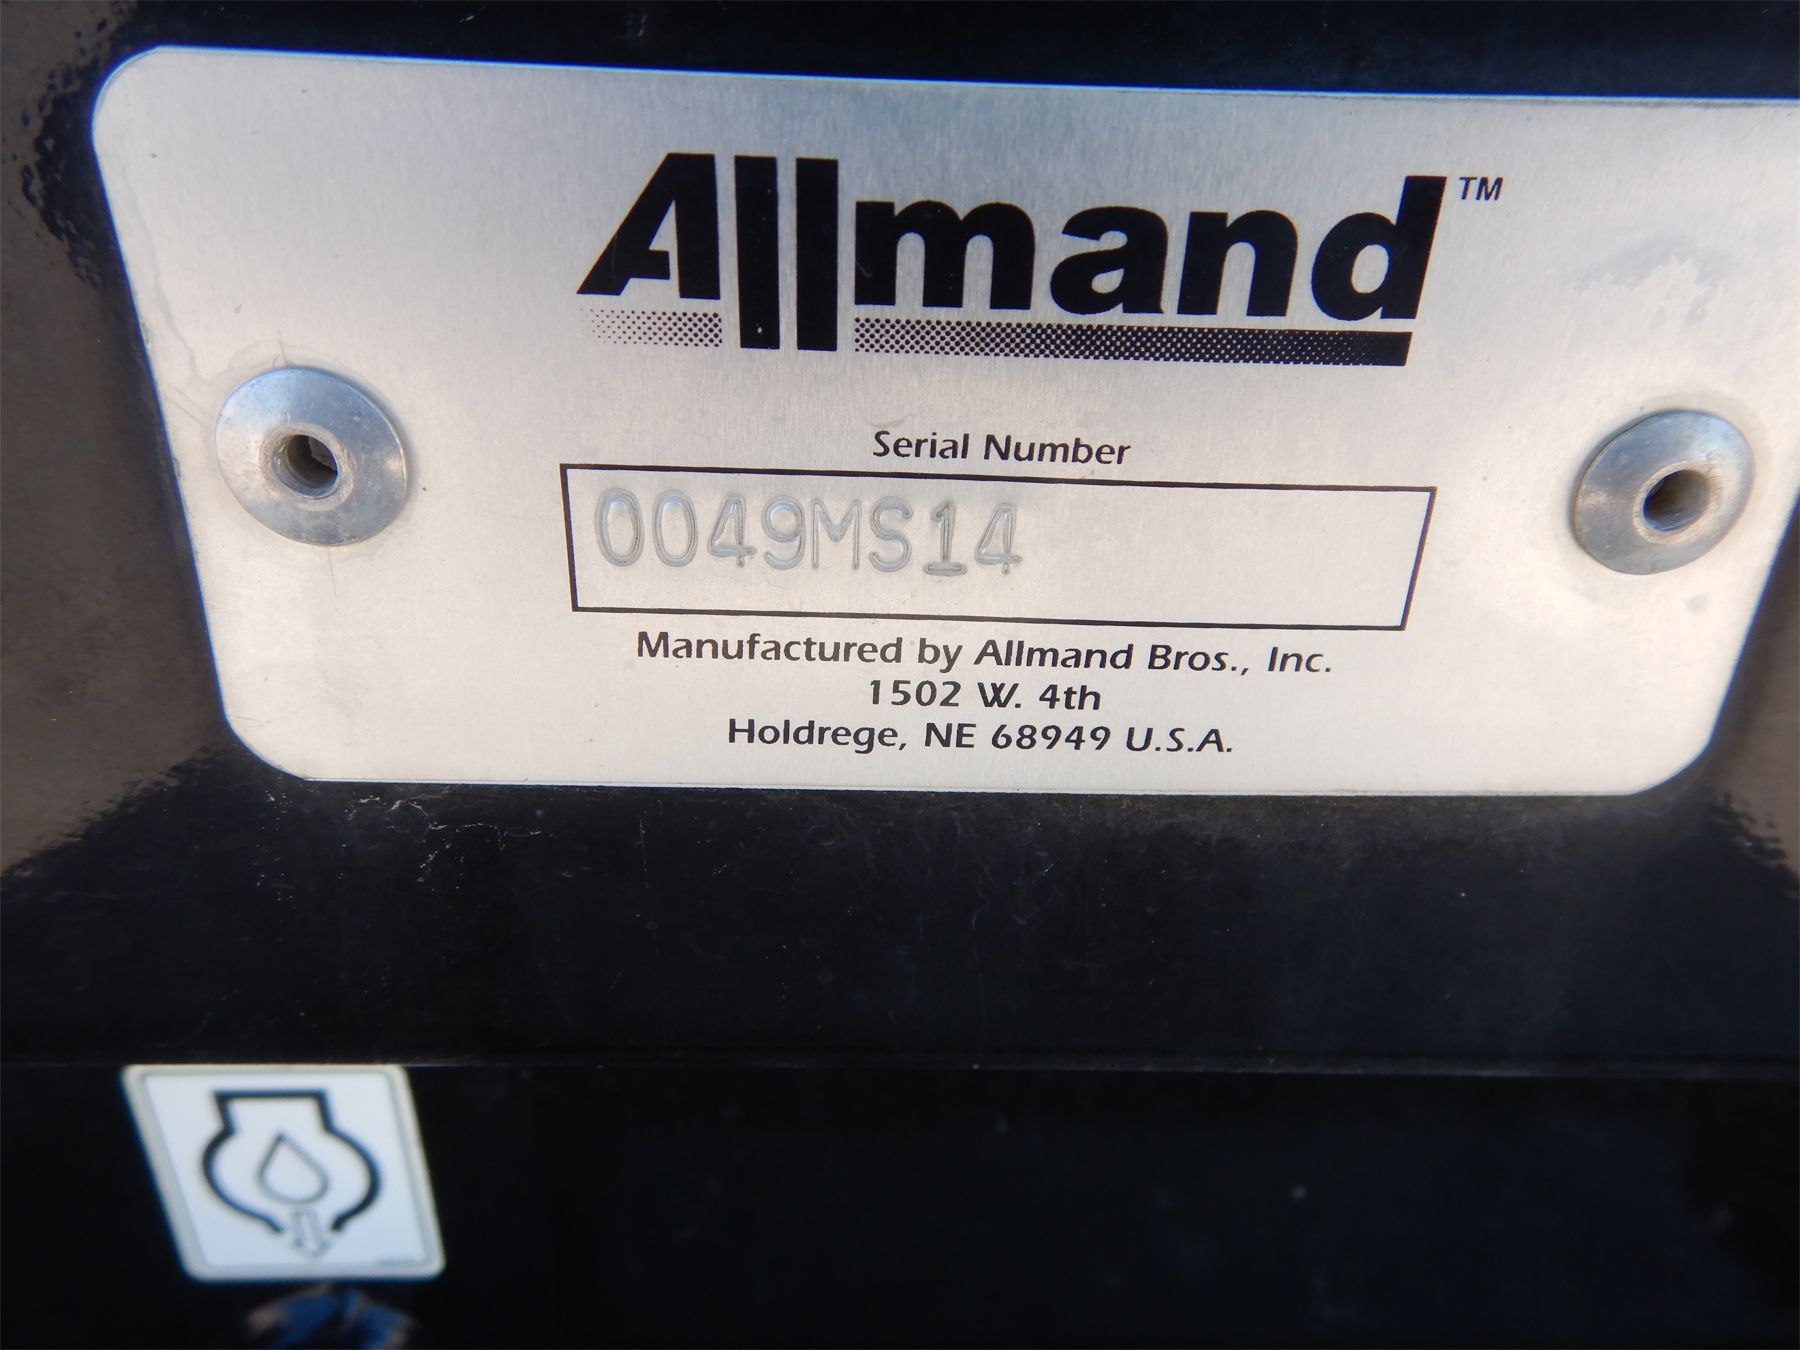 Allmand™
Serial Number
0049MS14
Manufactured by Allmand Bros., Inc.
1502 W. 4th
Holdrege, NE 68949 U.S.A.